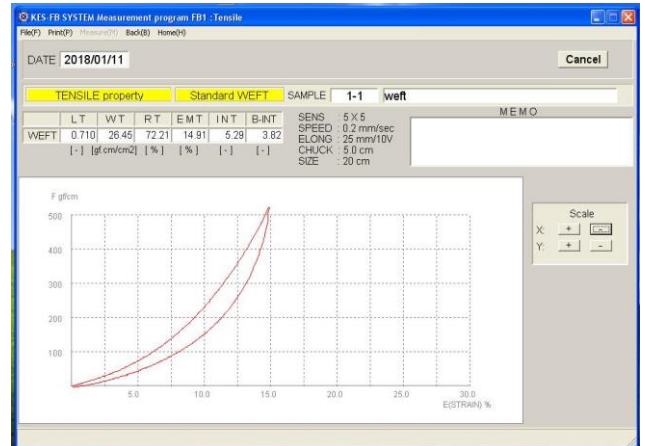 KES-FB SYSTEM Measurement program FB1 : Tensile
File(F) Print(P) Measure(M) Back(B) Home(H)
DATE 2018/01/11 Cancel
TENSILE property Standard WEFT SAMPLE 1-1 weft
LT WT RT EMT INT B-INT
WEFT 0.710 26.45 72.21 14.91 5.29 3.82
[-] [gf.cm/cm2] [%] [%] [-] [-]
SENS : 5 X 5
SPEED : 0.2 mm/sec
ELONG : 25 mm/10V
CHUCK : 5.0 cm
SIZE : 20 cm
MEMO
F gf/cm
500
400
300
200
100
5.0 10.0 15.0 20.0 25.0 30.0
E(STRAIN) %
Scale
X: + -
Y: + -